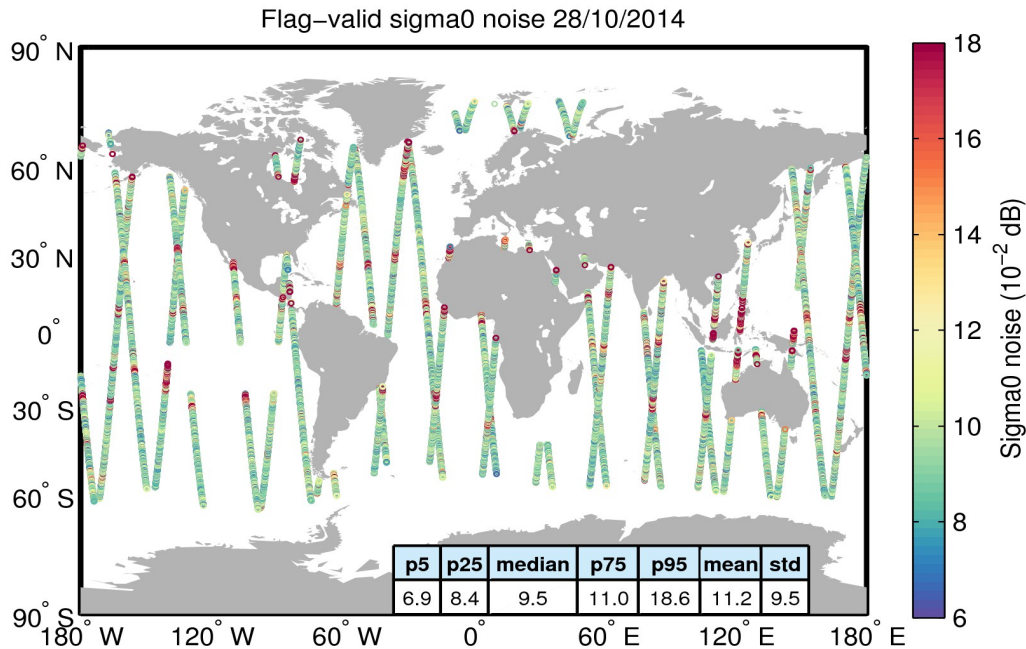 Flag−valid sigma0 noise 28/10/2014
90° N
60° N
30° N
0°
30° S
60° S
90° S
180° W
120° W
60° W
0°
60° E
120° E
180° E
p5 p25 median p75 p95 mean std
6.9 8.4 9.5 11.0 18.6 11.2 9.5
18
16
14
12
10
8
6
Sigma0 noise (10⁻² dB)